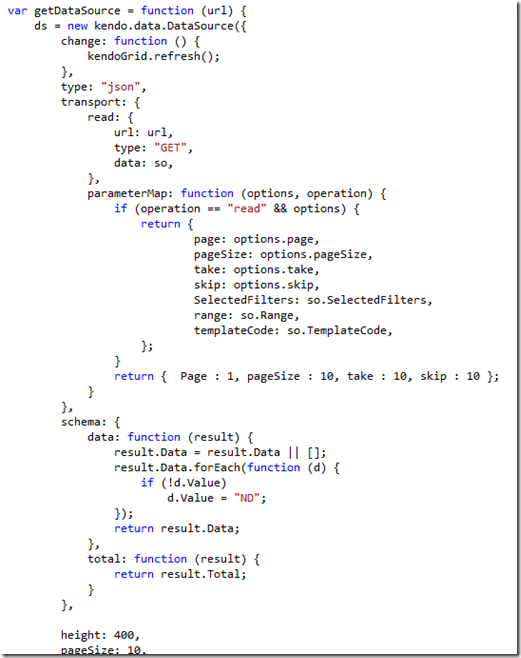 var getDataSource = function (url) {
    ds = new kendo.data.DataSource({
        change: function () {
            kendoGrid.refresh();
        },
        type: "json",
        transport: {
            read: {
                url: url,
                type: "GET",
                data: so,
            },
            parameterMap: function (options, operation) {
                if (operation == "read" && options) {
                    return {
                            page: options.page,
                            pageSize: options.pageSize,
                            take: options.take,
                            skip: options.skip,
                            SelectedFilters: so.SelectedFilters,
                            range: so.Range,
                            templateCode: so.TemplateCode,
                    };
                }
                return {  Page : 1, pageSize : 10, take : 10, skip : 10 };
            }
        },
        schema: {
            data: function (result) {
                result.Data = result.Data || [];
                result.Data.forEach(function (d) {
                    if (!d.Value)
                        d.Value = "ND";
                });
                return result.Data;
            },
            total: function (result) {
                return result.Total;
            }
        },

        height: 400,
        pageSize: 10,